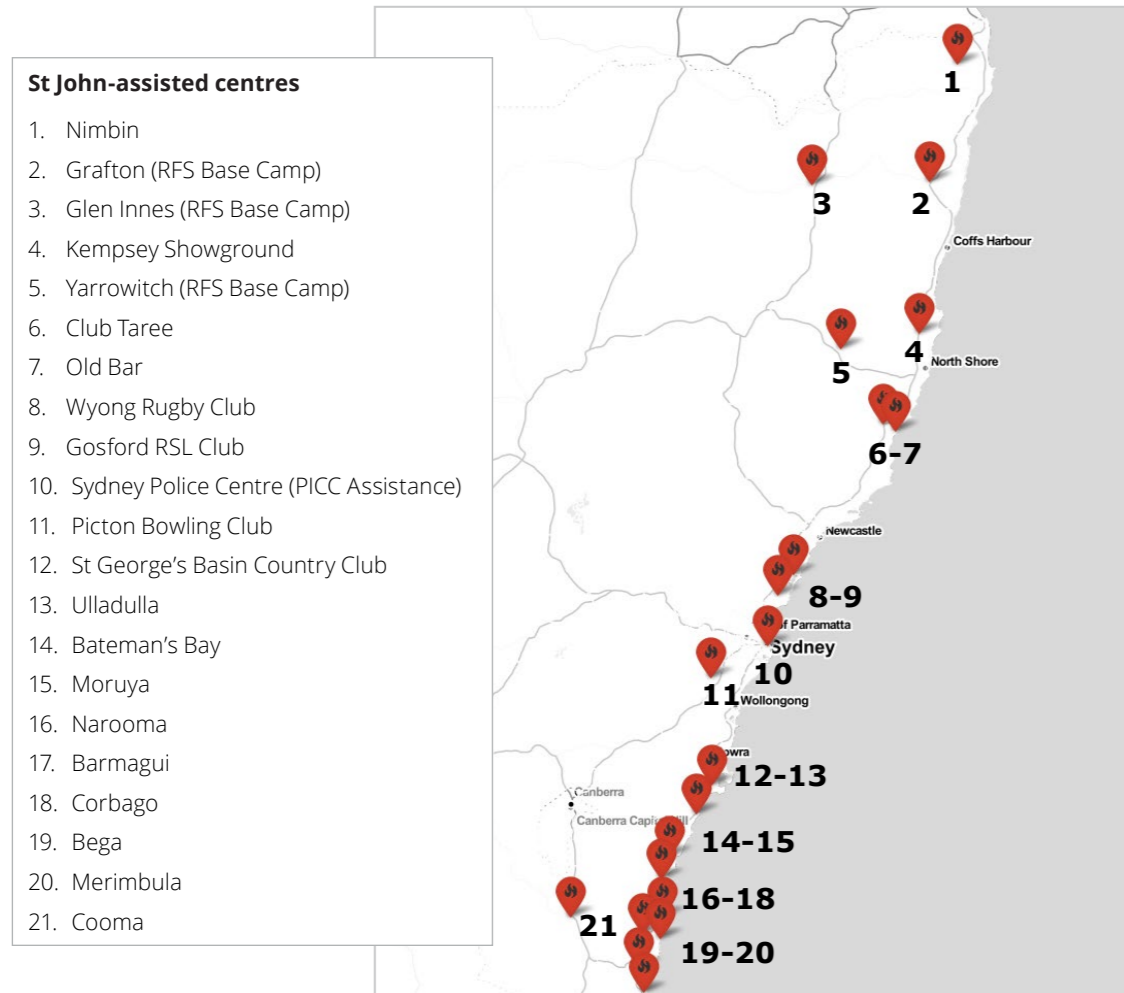 St John-assisted centres
1. Nimbin
2. Grafton (RFS Base Camp)
3. Glen Innes (RFS Base Camp)
4. Kempsey Showground
5. Yarrowitch (RFS Base Camp)
6. Club Taree
7. Old Bar
8. Wyong Rugby Club
9. Gosford RSL Club
10. Sydney Police Centre (PICC Assistance)
11. Picton Bowling Club
12. St George's Basin Country Club
13. Ulladulla
14. Bateman's Bay
15. Moruya
16. Narooma
17. Barmagui
18. Corbago
19. Bega
20. Merimbula
21. Cooma
1
3
2
Coffs Harbour
4
5
North Shore
6-7
Newcastle
8-9
of Parramatta
Sydney
10
11
Wollongong
owra
12-13
Canberra
Canberra Capital Hill
14-15
16-18
21
19-20